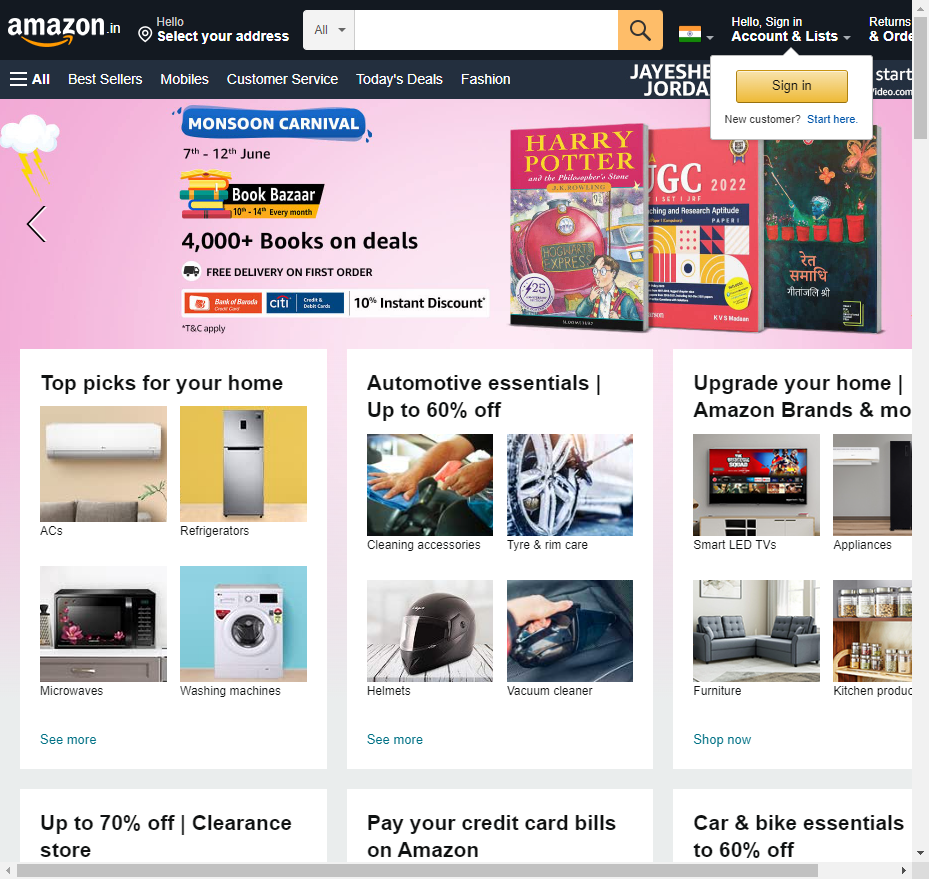 amazon.in
Hello
Select your address
All
Hello, Sign in
Account & Lists
Returns
& Orde
All
Best Sellers
Mobiles
Customer Service
Today's Deals
Fashion
JAYESHE
JORDA
start
Video.com
Sign in
New customer? Start here.
MONSOON CARNIVAL
7th - 12th June
Book Bazaar
10th - 14th Every month
4,000+ Books on deals
FREE DELIVERY ON FIRST ORDER
Bank of Baroda
Credit Card
citi
Credit &
Debit Cards
10% Instant Discount*
*T&C apply
HARRY
POTTER
and the Philosopher's Stone
J.K.ROWLING
HOGWARTS
EXPRESS
25
BLOOMSBURY
UGC 2022
SET | JRF
ching and Research Aptitude
PAPER I
K V S Madaan
रेत
समाधि
गीतांजलि श्री
Top picks for your home
ACs
Refrigerators
Microwaves
Washing machines
See more
Automotive essentials |
Up to 60% off
Cleaning accessories
Tyre & rim care
Helmets
Vacuum cleaner
See more
Upgrade your home |
Amazon Brands & mo
Smart LED TVs
Appliances
Furniture
Kitchen produc
Shop now
Up to 70% off | Clearance
store
Pay your credit card bills
on Amazon
Car & bike essentials
to 60% off